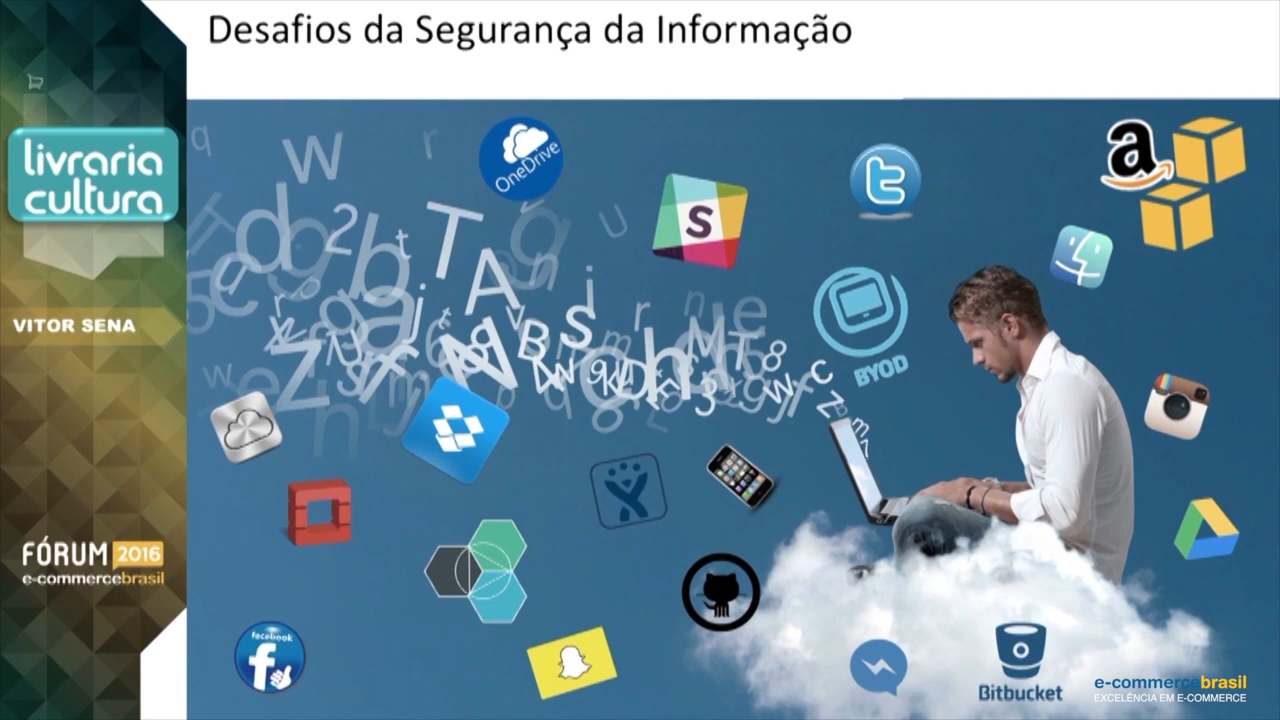 Desafios da Segurança da Informação
livraria
cultura
VITOR SENA
FÓRUM 2016
e-commercebrasil
OneDrive
S
t
a
BYOD
facebook
f
Bitbucket
e-commercebrasil
EXCELÊNCIA EM E-COMMERCE